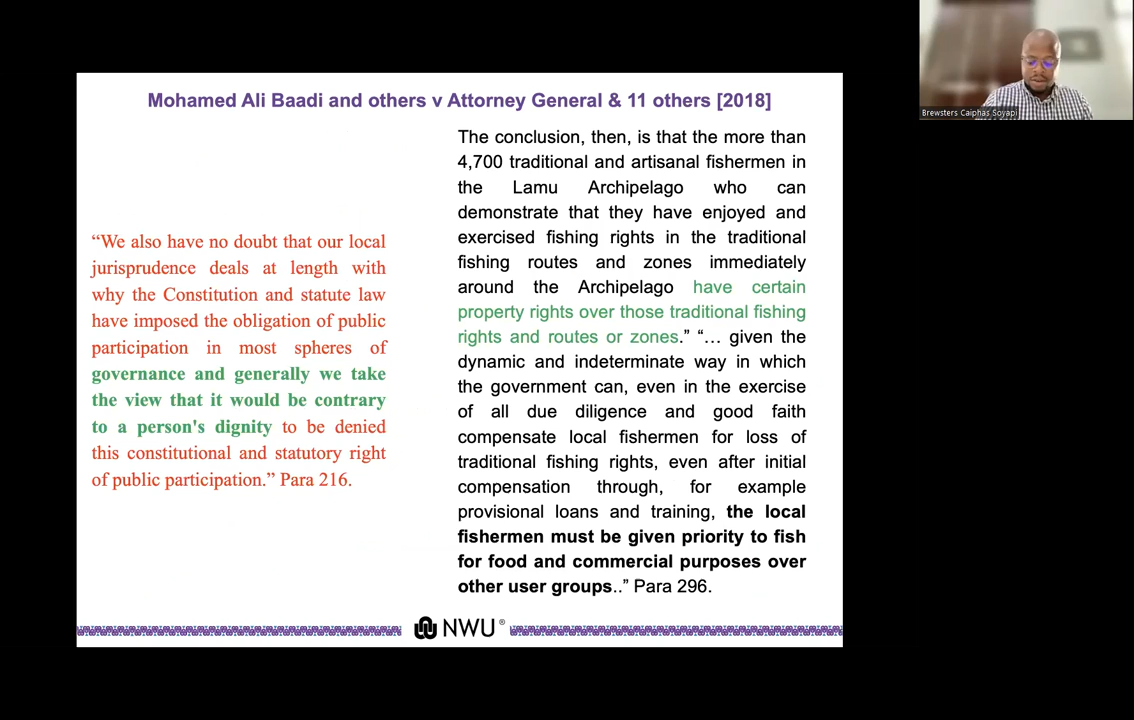 Mohamed Ali Baadi and others v Attorney General & 11 others [2018]
“We also have no doubt that our local
jurisprudence deals at length with
why the Constitution and statute law
have imposed the obligation of public
participation in most spheres of
governance and generally we take
the view that it would be contrary
to a person's dignity to be denied
this constitutional and statutory right
of public participation.” Para 216.
The conclusion, then, is that the more than
4,700 traditional and artisanal fishermen in
the Lamu Archipelago who can
demonstrate that they have enjoyed and
exercised fishing rights in the traditional
fishing routes and zones immediately
around the Archipelago have certain
property rights over those traditional fishing
rights and routes or zones.” “… given the
dynamic and indeterminate way in which
the government can, even in the exercise
of all due diligence and good faith
compensate local fishermen for loss of
traditional fishing rights, even after initial
compensation through, for example
provisional loans and training, the local
fishermen must be given priority to fish
for food and commercial purposes over
other user groups..” Para 296.
NWU®
Brewsters Caiphas Soyapi